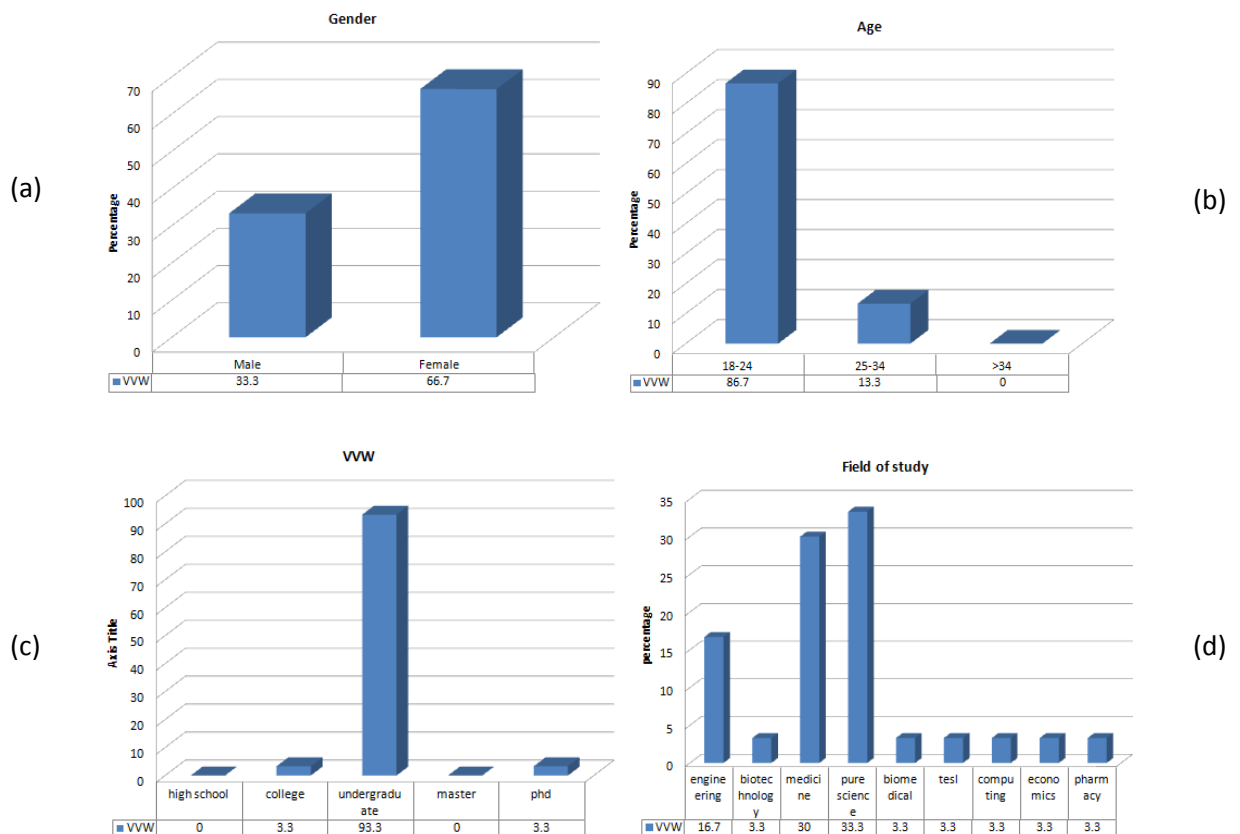 Gender
(a)
Percentage
70
60
50
40
30
20
10
0
Male Female
VVW 33.3 66.7
Age
(b)
Percentage
90
80
70
60
50
40
30
20
10
0
18-24 25-34 >34
VVW 86.7 13.3 0
VVW
(c)
Axis Title
100
90
80
70
60
50
40
30
20
10
0
high school college undergradu master phd
ate
VVW 0 3.3 93.3 0 3.3
Field of study
(d)
percentage
35
30
25
20
15
10
5
0
engine biotec medici pure biome tesl compu econo pharm
ering hnolog ne scienc dical ting mics acy
y e
VVW 16.7 3.3 30 33.3 3.3 3.3 3.3 3.3 3.3